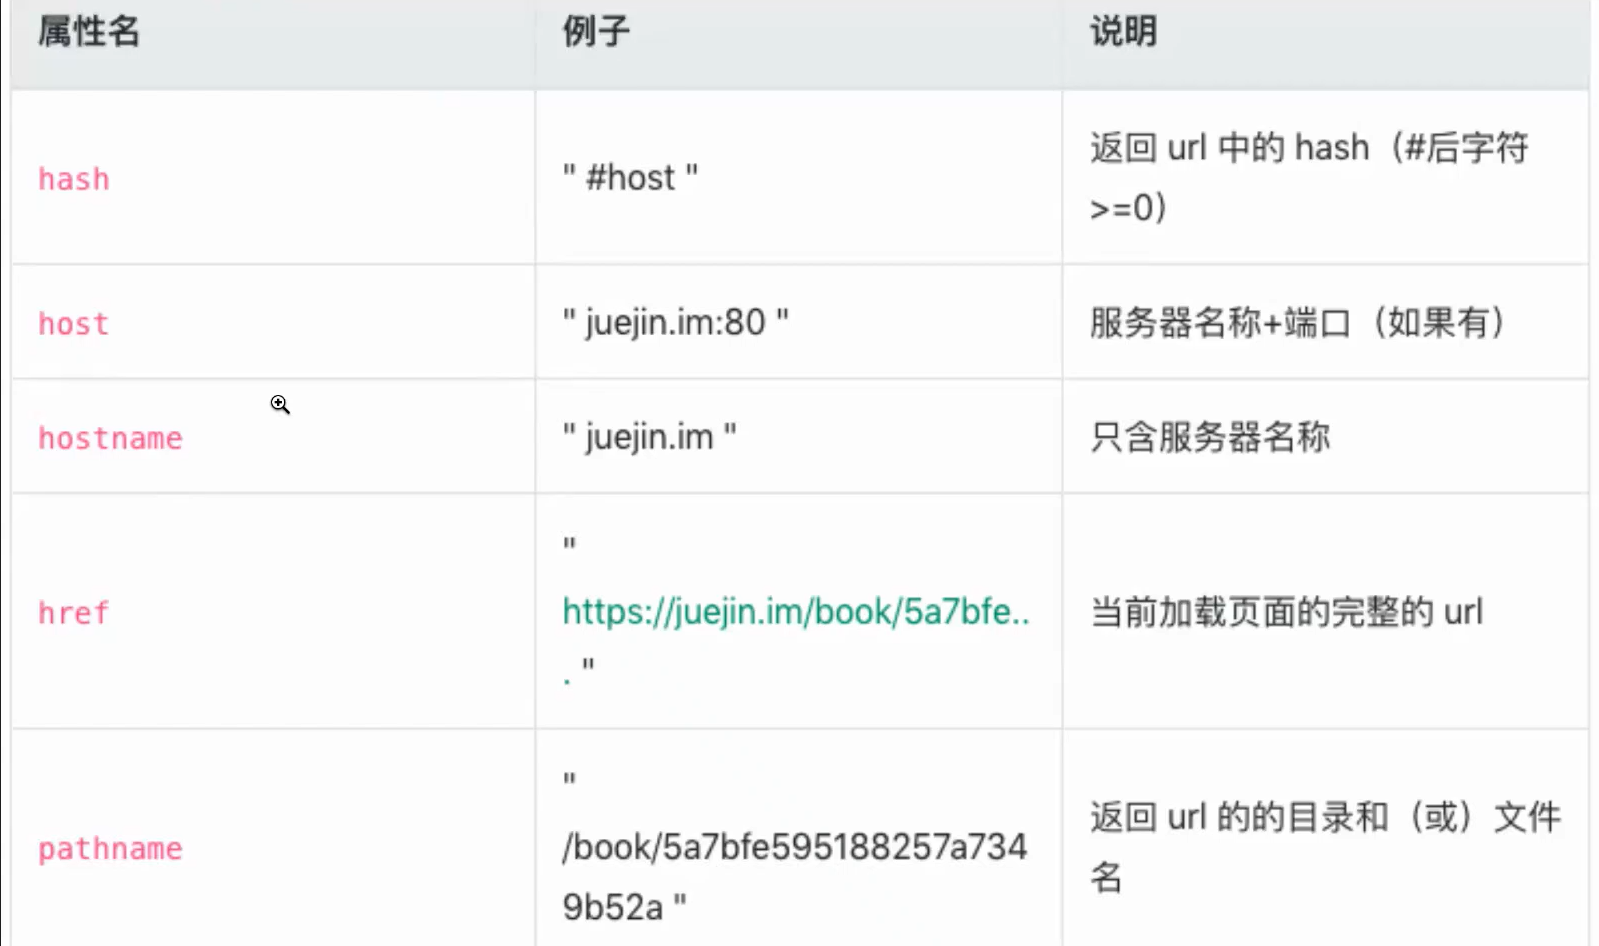 属性名 例子 说明
hash " #host " 返回 url 中的 hash（#后字符
>=0）
host " juejin.im:80 " 服务器名称+端口（如果有）
hostname " juejin.im " 只含服务器名称
"
href https://juejin.im/book/5a7bfe.. 当前加载页面的完整的 url
. "
"
返回 url 的的目录和（或）文件
pathname /book/5a7bfe595188257a734
名
9b52a "